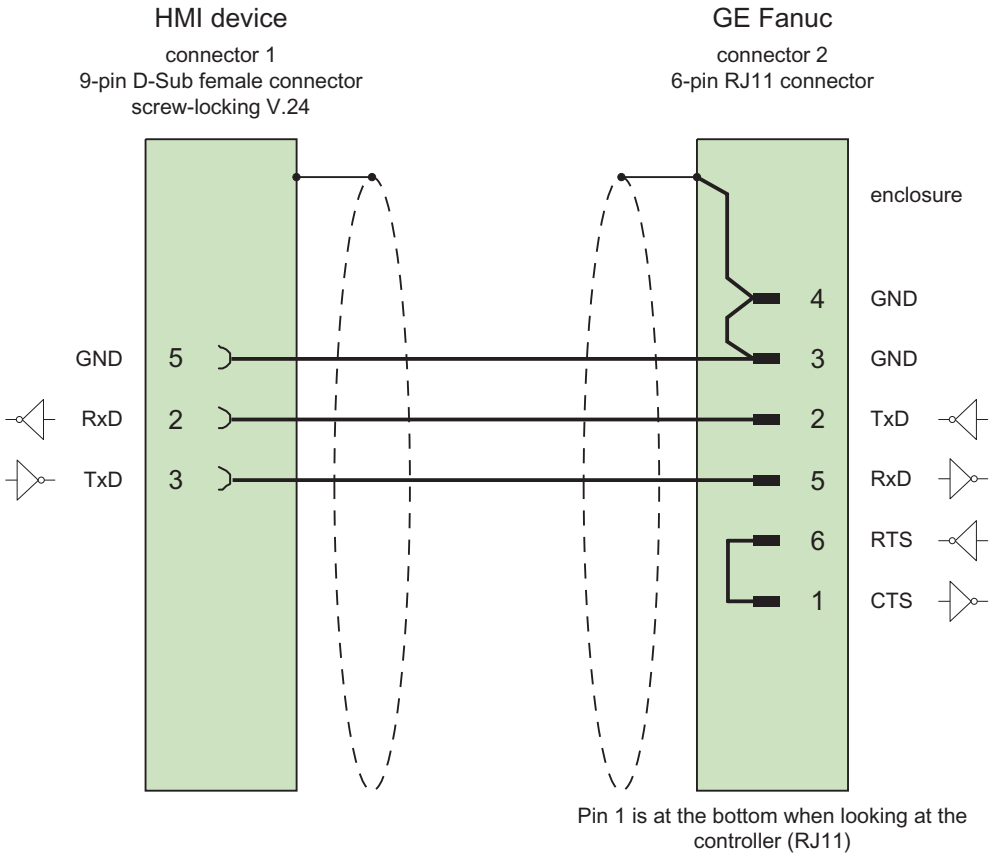 HMI device
connector 1
9-pin D-Sub female connector
screw-locking V.24
GE Fanuc
connector 2
6-pin RJ11 connector
enclosure
4 GND
GND 5
3 GND
RxD 2
2 TxD
TxD 3
5 RxD
6 RTS
1 CTS
Pin 1 is at the bottom when looking at the
controller (RJ11)